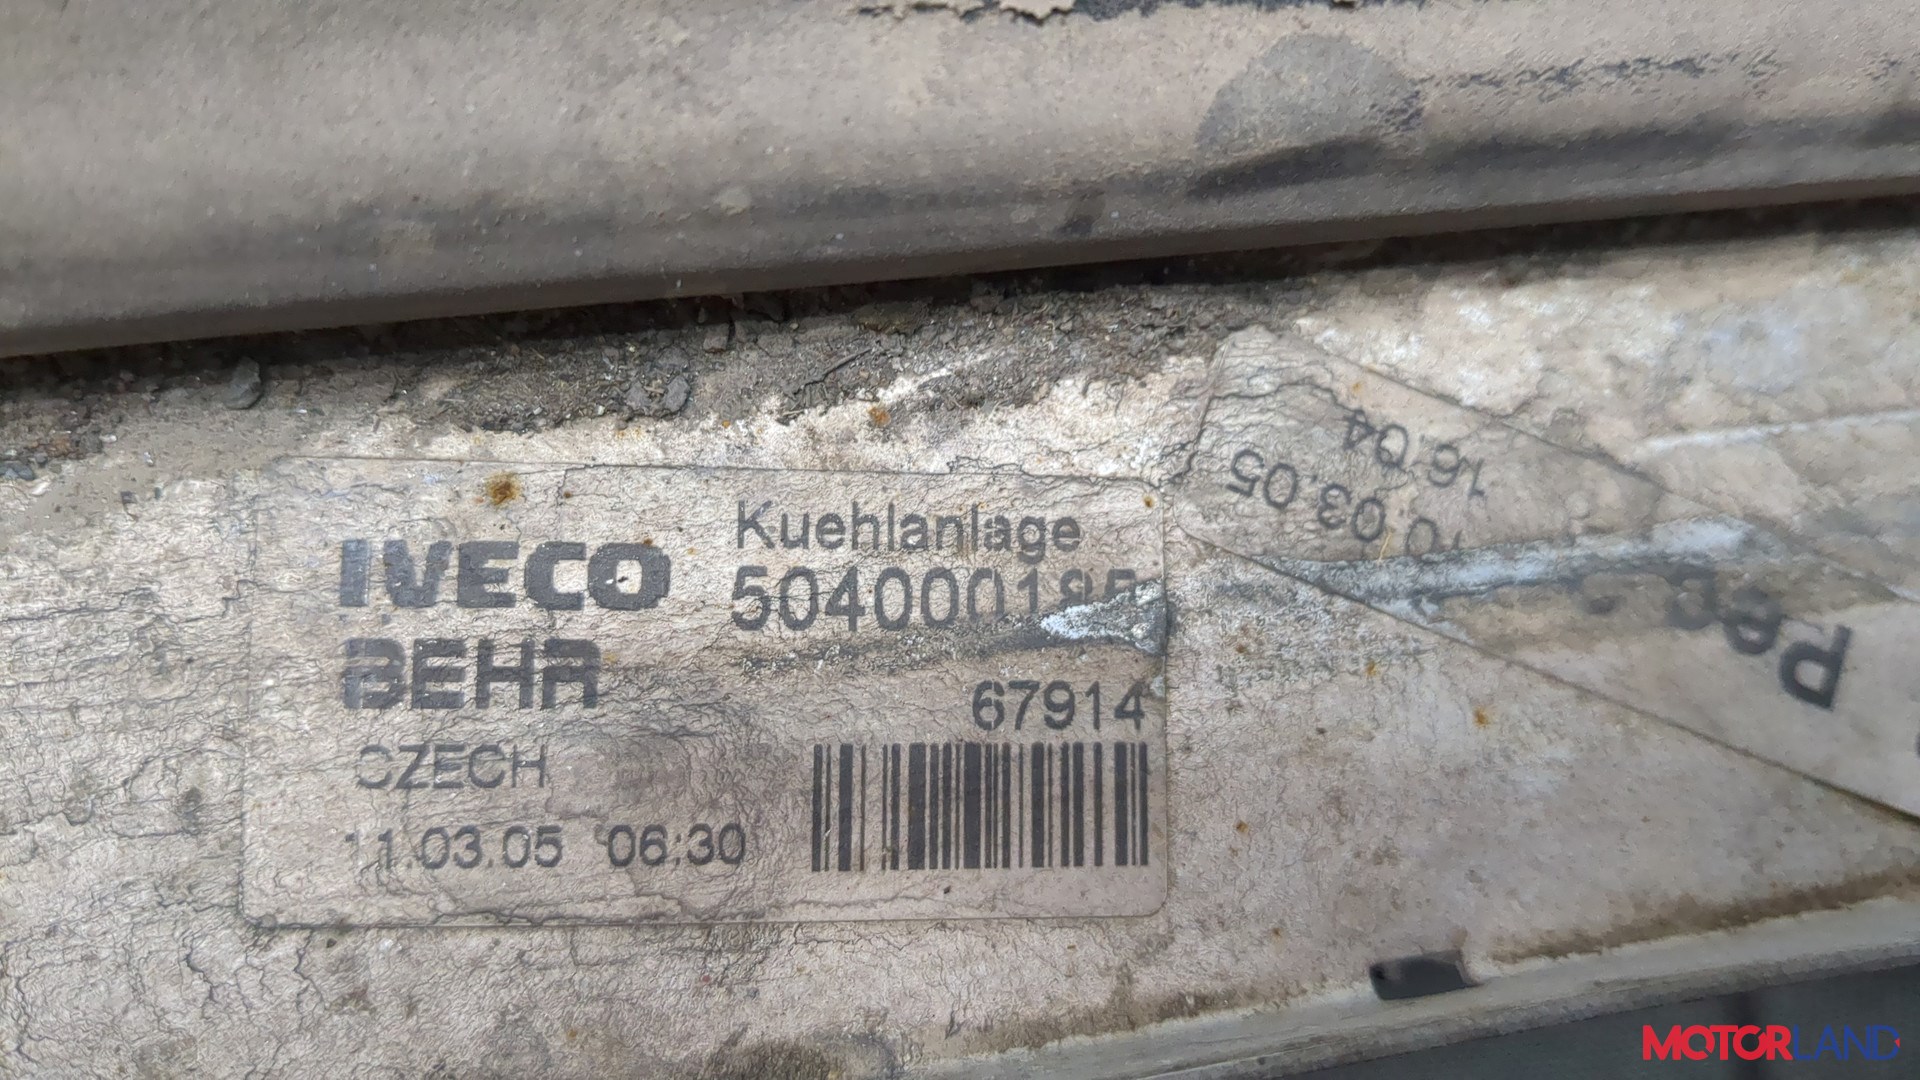 IVECO
BEHR
CZECH
11.03.05 06:30
Kuehlanlage
67914
03.05
16:04
MOTORLAND